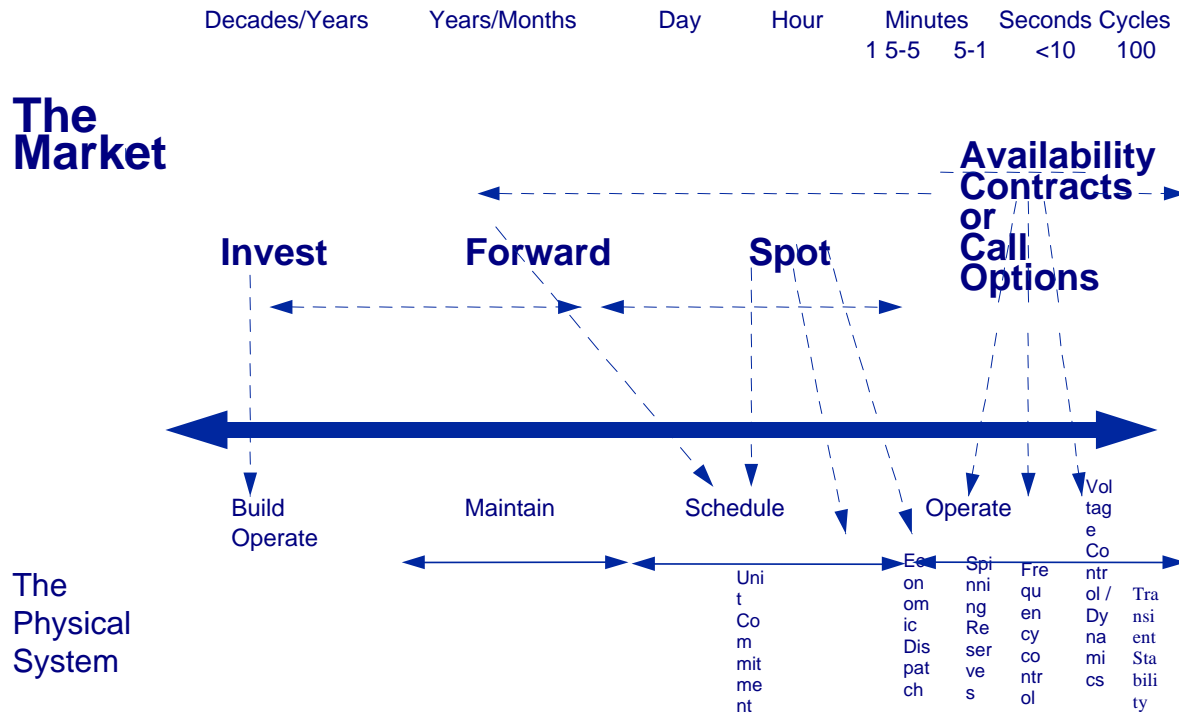 Decades/Years Years/Months Day Hour Minutes Seconds Cycles
1 5-5 5-1 <10 100
The
Market
Availability
Contracts
or
Call
Options
Invest Forward Spot
Build
Operate
Maintain
Schedule
Operate
The
Physical
System
Uni
t
Co
m
mitme
nt
Ec
on
om
ic
Dis
pat
ch
Spi
nni
ng
Re
ser
ve
s
Fre
qu
en
cy co
ntr
ol
Vol
tag
e
Co
ntr
ol /
Dy
na
mi
cs
Tra
nsi
ent
Sta
bili
ty